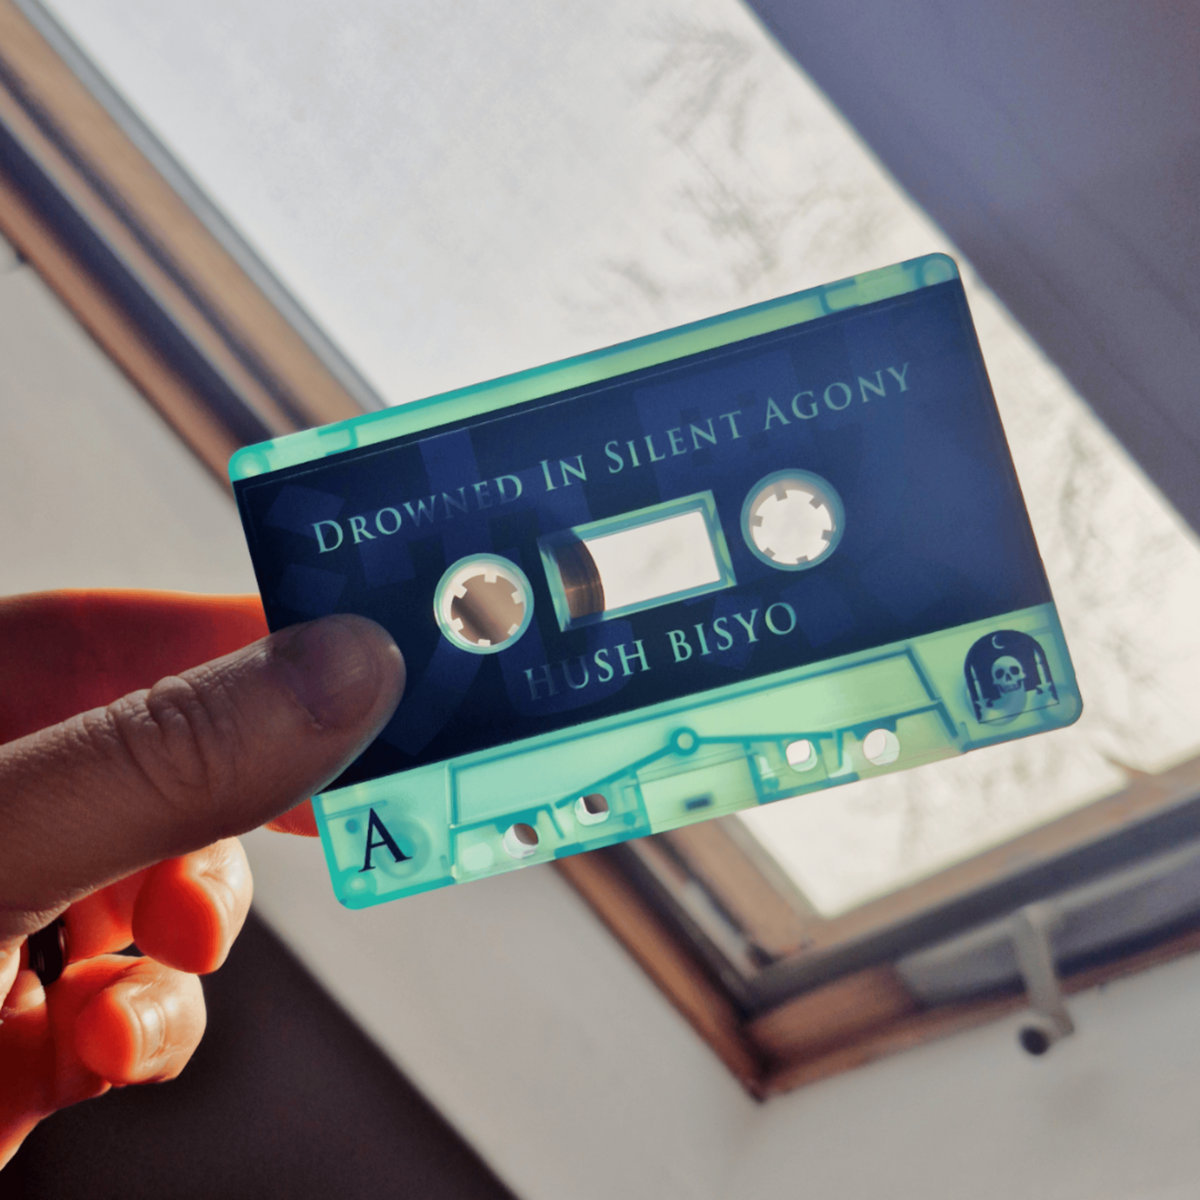 Drowned In Silent Agony
HUSH BISYO
A